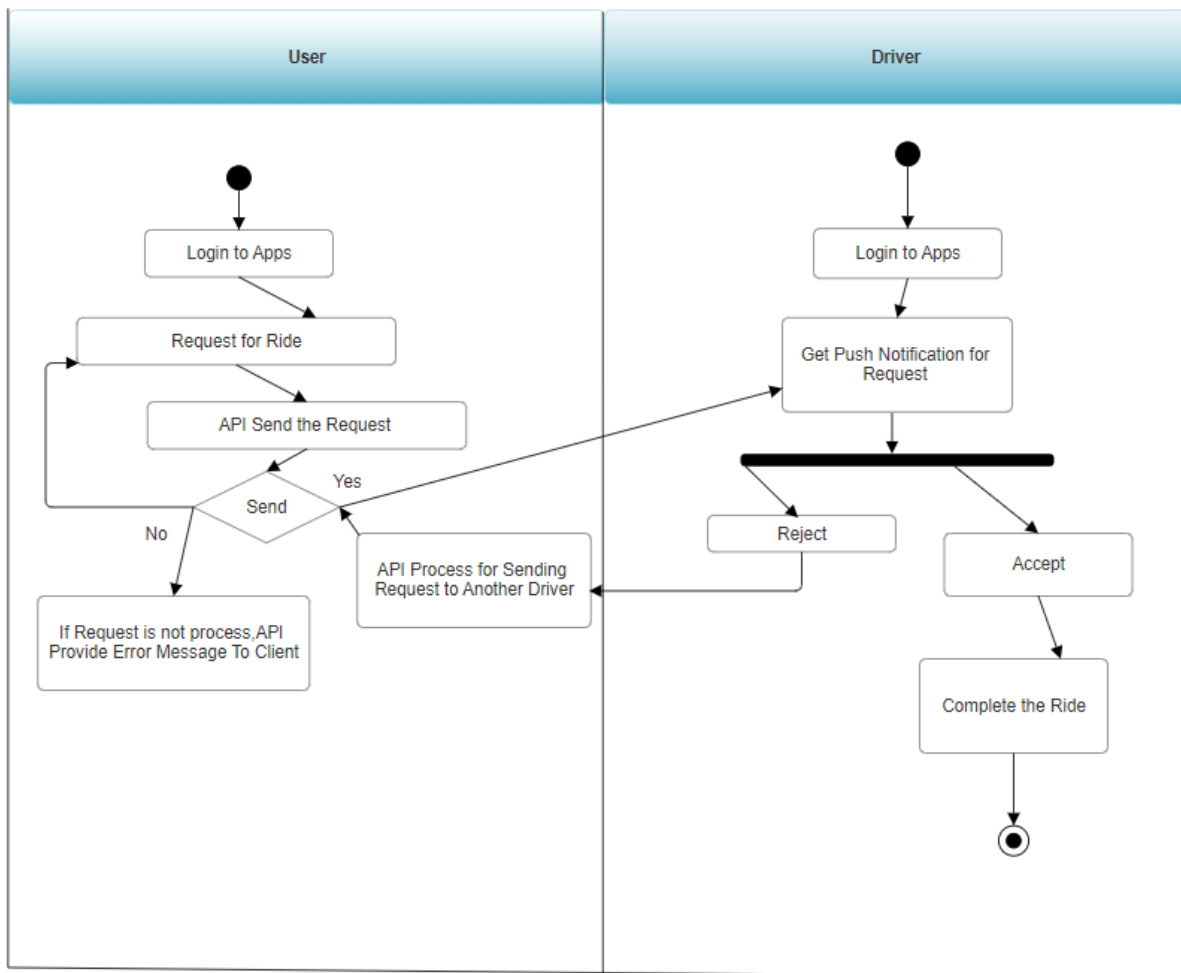 User
Driver
Login to Apps
Request for Ride
API Send the Request
Send
Yes
No
API Process for Sending
Request to Another Driver
If Request is not process,API
Provide Error Message To Client
Login to Apps
Get Push Notification for
Request
Reject
Accept
Complete the Ride